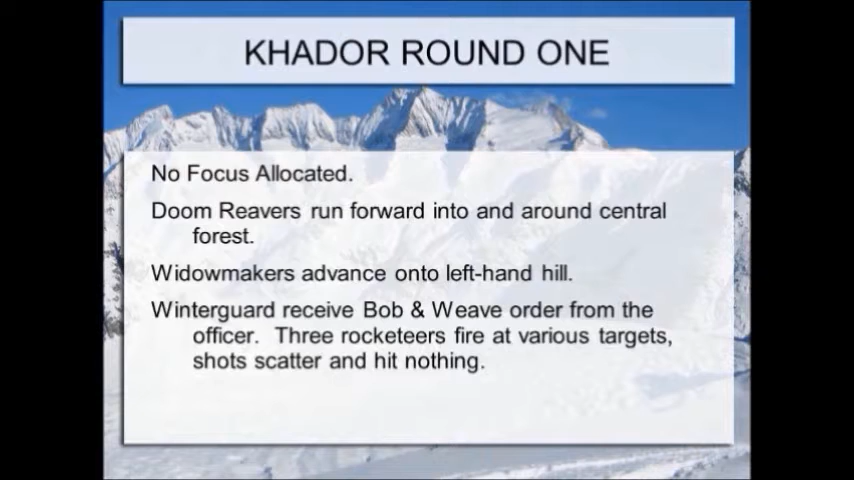 KHADOR ROUND ONE
No Focus Allocated.
Doom Reavers run forward into and around central
forest.
Widowmakers advance onto left-hand hill.
Winterguard receive Bob & Weave order from the
officer. Three rocketeers fire at various targets,
shots scatter and hit nothing.